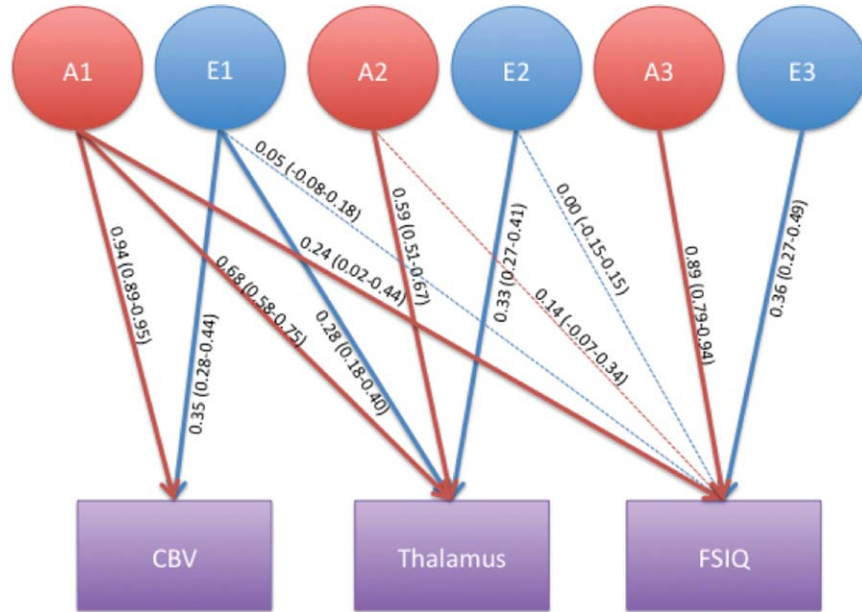 A1
E1
A2
E2
A3
E3
0.94 (0.89-0.95)
0.35 (0.28-0.44)
0.68 (0.58-0.75)
0.28 (0.18-0.40)
0.24 (0.02-0.44)
0.05 (-0.08-0.18)
0.59 (0.51-0.67)
0.33 (0.27-0.41)
0.14 (-0.07-0.34)
0.00 (-0.15-0.15)
0.89 (0.79-0.94)
0.36 (0.27-0.49)
CBV
Thalamus
FSIQ